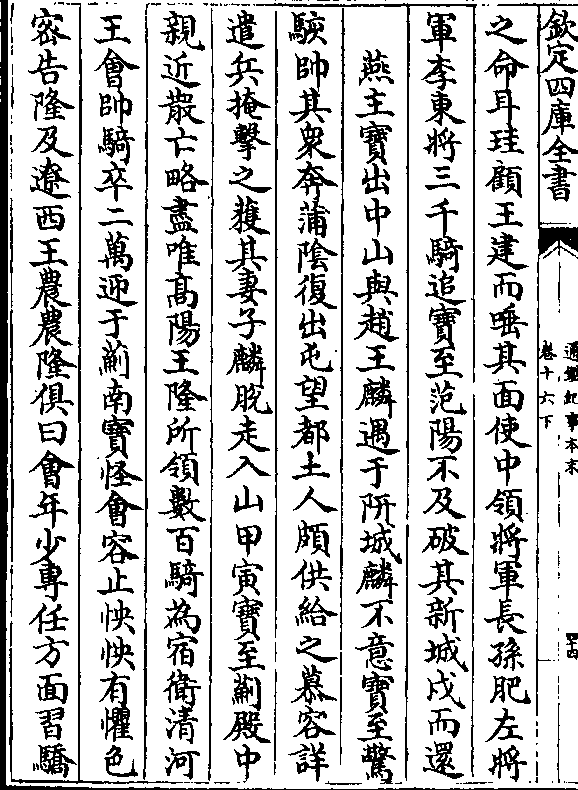 欽定四庫全書
通鑑紀事本末
卷十六下
四十四
之命耳珪顧王建而唾其面使中領將軍長孫肥左將
軍李東將三千騎追寶至范陽不及破其新城戍而還
燕主寶出中山與趙王麟遇于阱城麟不意寶至驚
駭帥其衆奔蒲陰復出屯望都土人頗供給之慕容詳
遣兵掩擊之獲其妻子麟脫走入山甲寅寶至薊殿中
親近散亡略盡唯髙陽王隆所領數百騎為宿衛清河
王會帥騎卒二萬迎于薊南寶怪會容止怏怏有懼色
宻告隆及遼西王農農隆俱曰會年少專任方面習驕